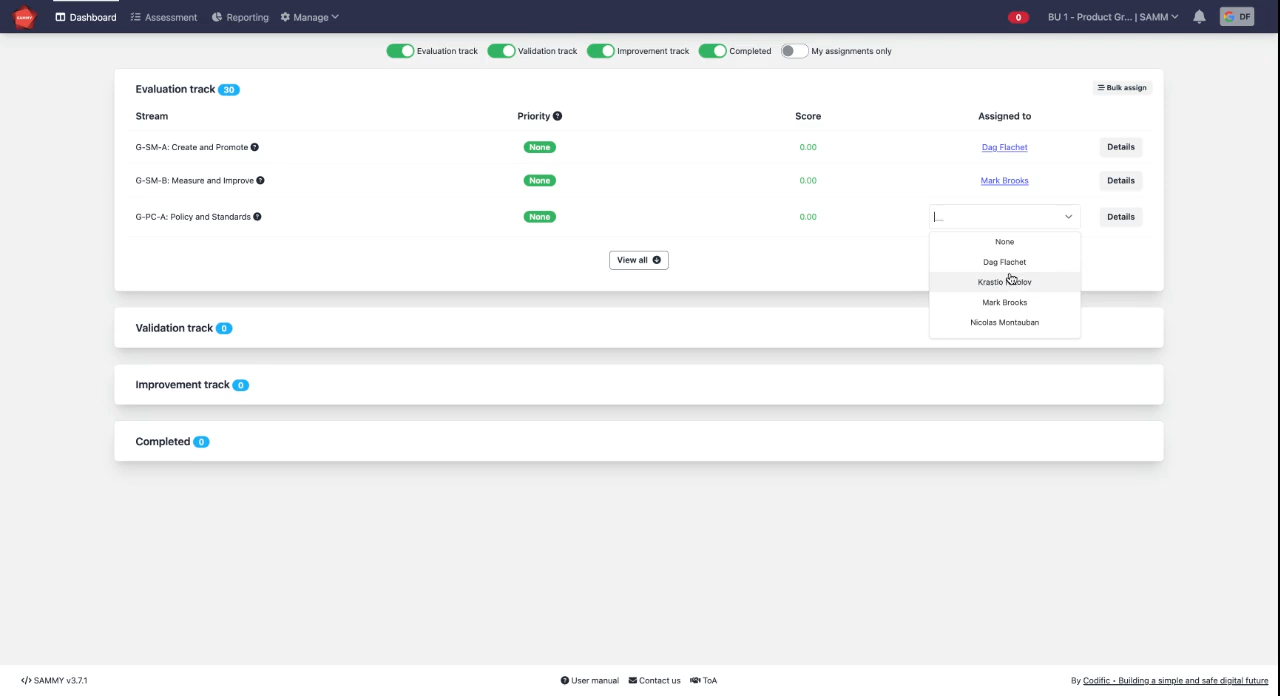 SAMMY Dashboard Assessment Reporting Manage 0 BU 1 - Product Gr... | SAMM DF
Evaluation track Validation track Improvement track Completed My assignments only
Evaluation track 30 Bulk assign
Stream Priority Score Assigned to
G-SM-A: Create and Promote None 0.00 Dag Flachet Details
G-SM-B: Measure and Improve None 0.00 Mark Brooks Details
G-PC-A: Policy and Standards None 0.00 ... Details
None
Dag Flachet
Krastio
Mark Brooks
Nicolas Montauban
View all
Validation track 0
Improvement track 0
Completed 0
</> SAMMY v3.7.1 User manual Contact us ToA By Codific - Building a simple and safe digital future